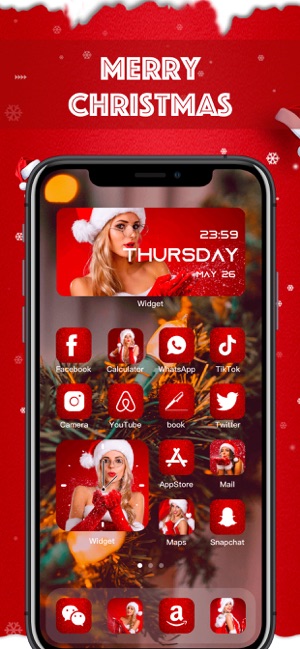 MERRY
CHRISTMAS
23:59
THURSDAY
MAY 26
Widget
Facebook
Calculater
WhatsApp
TikTok
Camera
YouTube
book
Twitter
AppStore
Mail
Widget
Maps
Snapchat